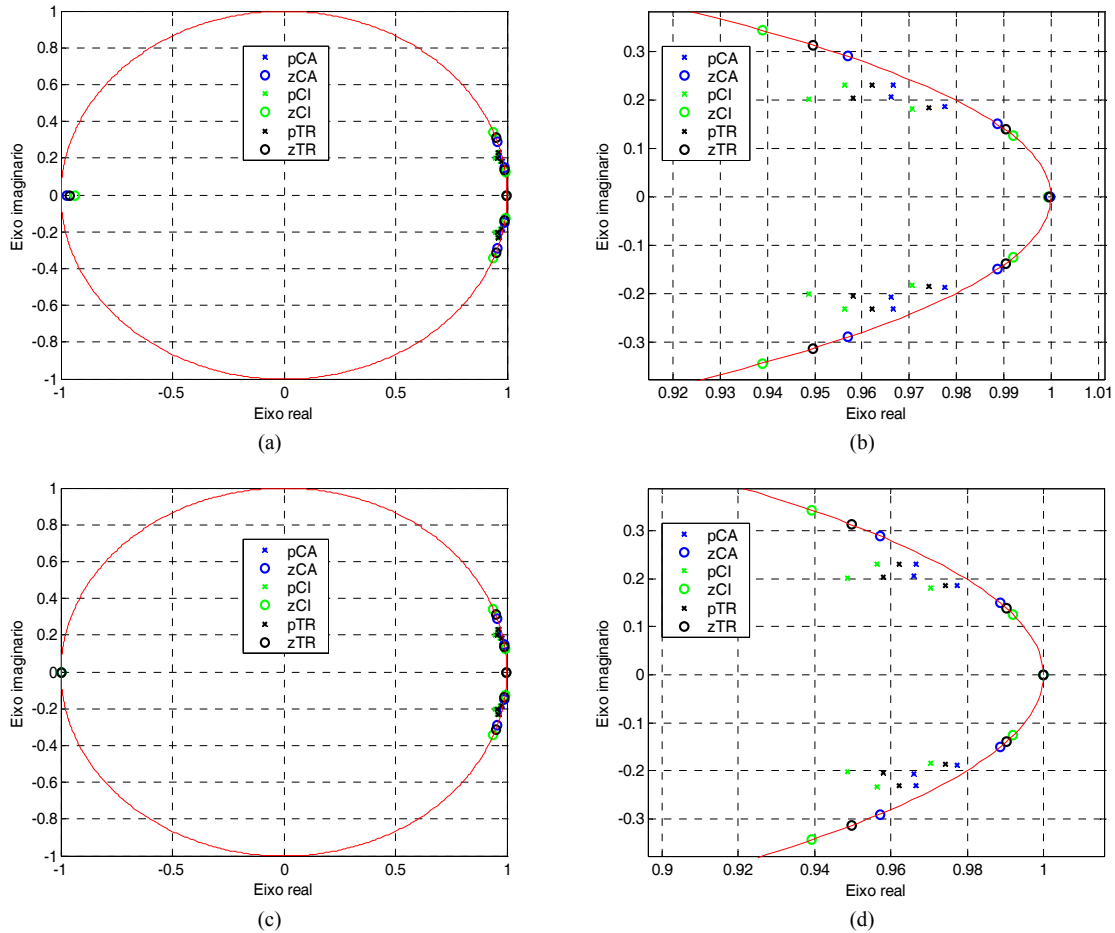 1
0.8
0.6
0.4
0.2
0
-0.2
-0.4
-0.6
-0.8
-1
Eixo imaginario
pCA
zCA
pCI
zCI
pTR
zTR
-1 -0.5 0 0.5 1
Eixo real
(a)
0.3
0.2
0.1
0
-0.1
-0.2
-0.3
Eixo imaginario
pCA
zCA
pCI
zCI
pTR
zTR
0.92 0.93 0.94 0.95 0.96 0.97 0.98 0.99 1 1.01
Eixo real
(b)
1
0.8
0.6
0.4
0.2
0
-0.2
-0.4
-0.6
-0.8
-1
Eixo imaginario
pCA
zCA
pCI
zCI
pTR
zTR
-1 -0.5 0 0.5 1
Eixo real
(c)
0.3
0.2
0.1
0
-0.1
-0.2
-0.3
Eixo imaginario
pCA
zCA
pCI
zCI
pTR
zTR
0.9 0.92 0.94 0.96 0.98 1
Eixo real
(d)